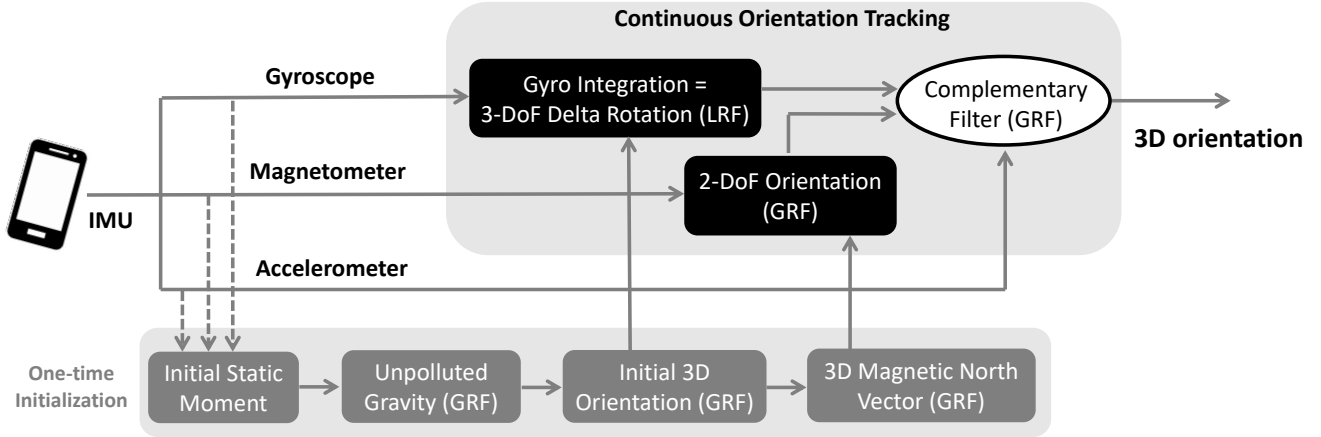 Continuous Orientation Tracking
Gyroscope
Gyro Integration =
3-DoF Delta Rotation (LRF)
Complementary
Filter (GRF)
3D orientation
Magnetometer
2-DoF Orientation
(GRF)
IMU
Accelerometer
One-time
Initialization
Initial Static
Moment
Unpolluted
Gravity (GRF)
Initial 3D
Orientation (GRF)
3D Magnetic North
Vector (GRF)